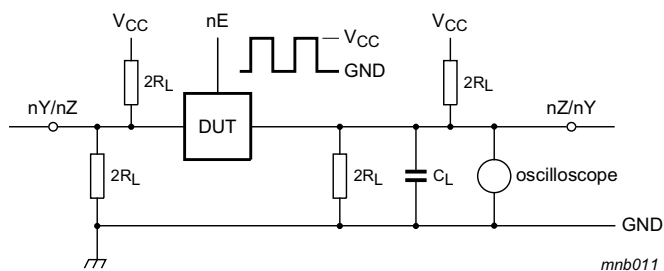 VCC
nE
VCC
VCC
GND
2RL
2RL
nY/nZ
DUT
nZ/nY
2RL
2RL
CL
oscilloscope
GND
mnb011